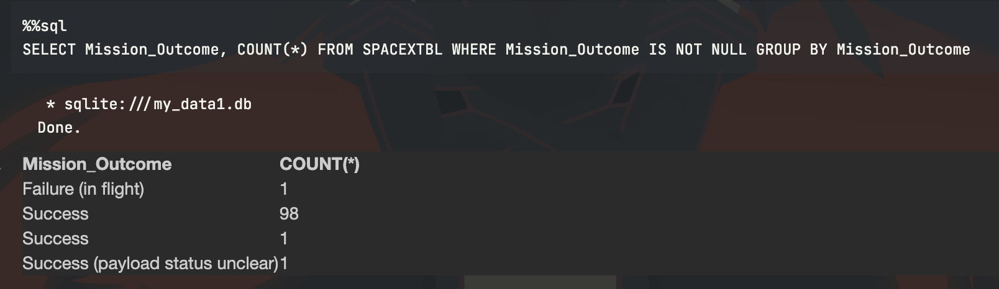 %%sql
SELECT Mission_Outcome, COUNT(*) FROM SPACEXTBL WHERE Mission_Outcome IS NOT NULL GROUP BY Mission_Outcome
* sqlite:///my_data1.db
Done.
Mission_Outcome COUNT(*)
Failure (in flight) 1
Success 98
Success 1
Success (payload status unclear) 1